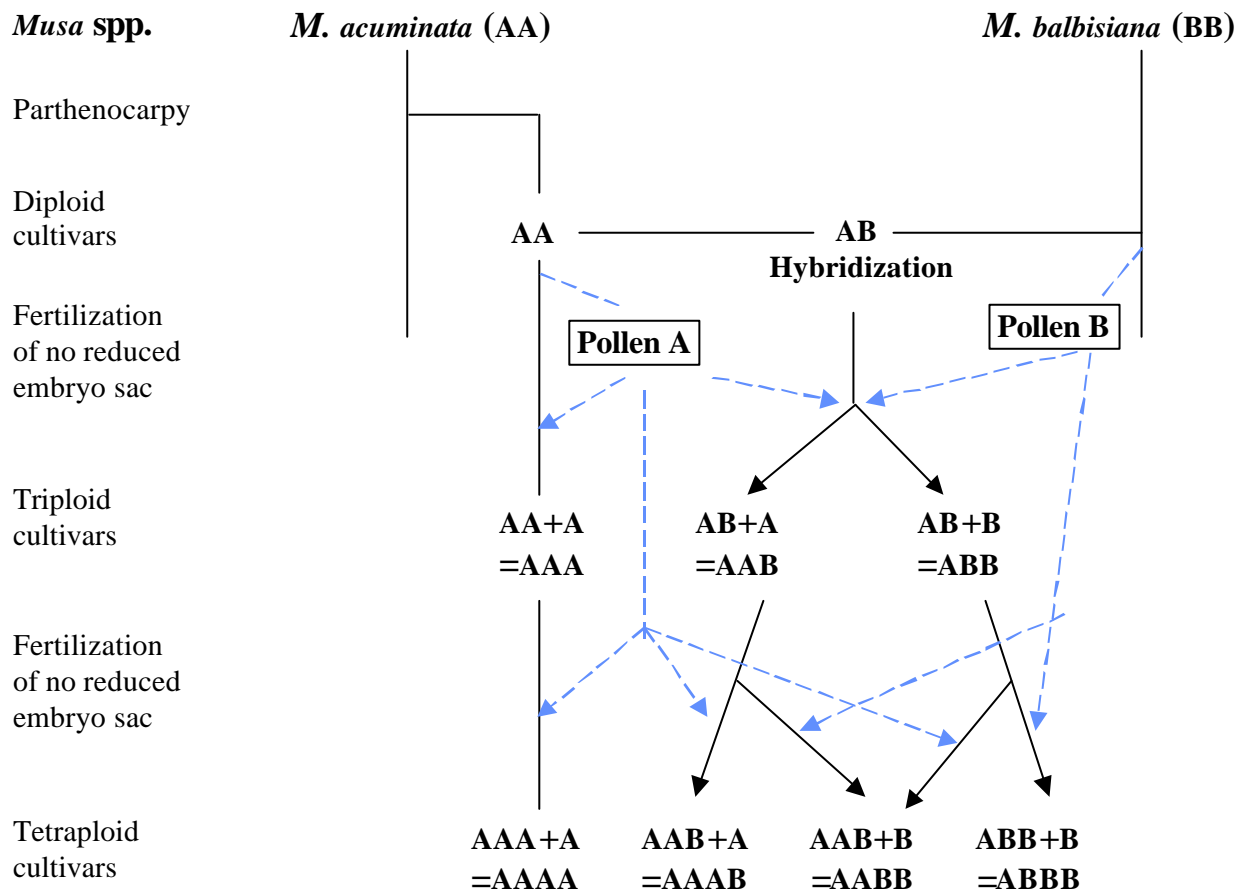 Musa spp.
M. acuminata (AA)
M. balbisiana (BB)
Parthenocarpy
Diploid
cultivars
AA
AB
Hybridization
Fertilization
of no reduced
embryo sac
Pollen A
Pollen B
Triploid
cultivars
AA+A
=AAA
AB+A
=AAB
AB+B
=ABB
Fertilization
of no reduced
embryo sac
Tetraploid
cultivars
AAA+A
=AAAA
AAB+A
=AAAB
AAB+B
=AABB
ABB+B
=ABBB